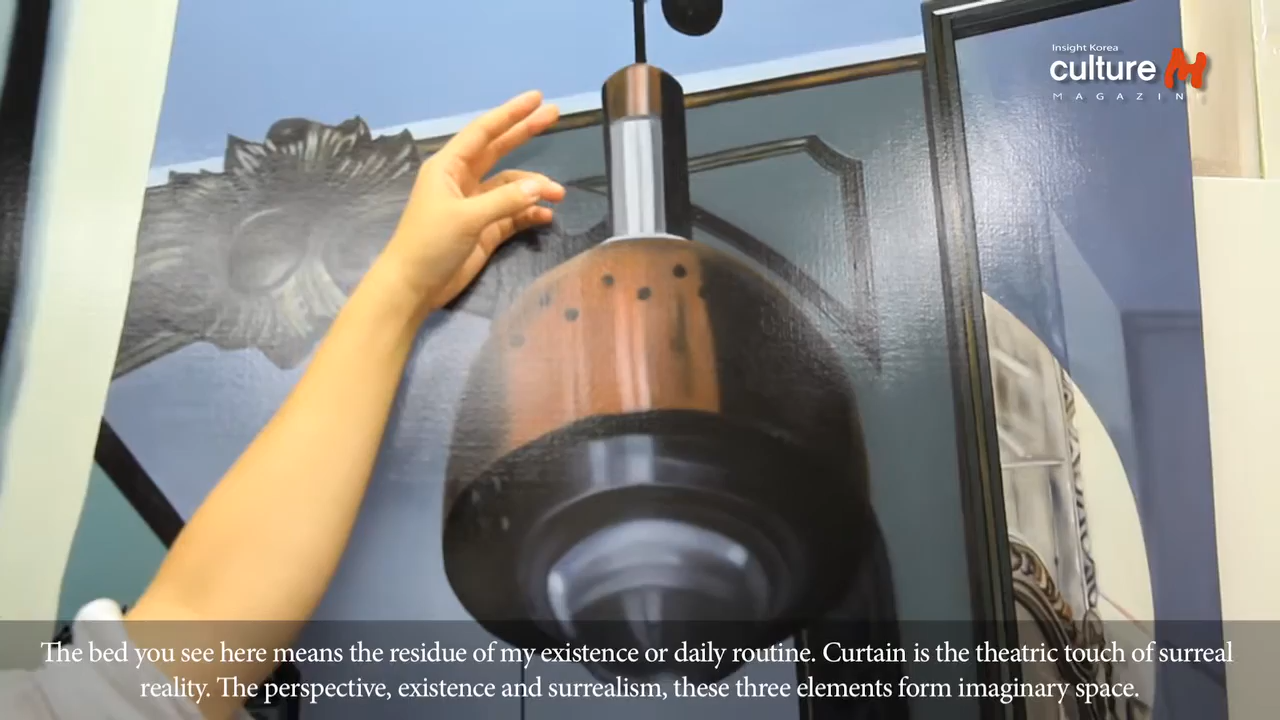 Insight Korea
culture M
MAGAZIN
The bed you see here means the residue of my existence or daily routine. Curtain is the theatric touch of surreal
reality. The perspective, existence and surrealism, these three elements form imaginary space.